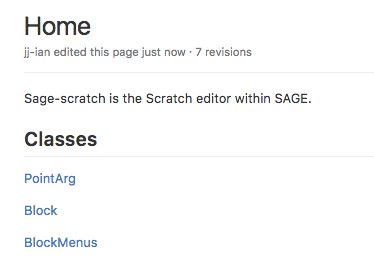 Home
jj-ian edited this page just now · 7 revisions
Sage-scratch is the Scratch editor within SAGE.
Classes
PointArg
Block
BlockMenus